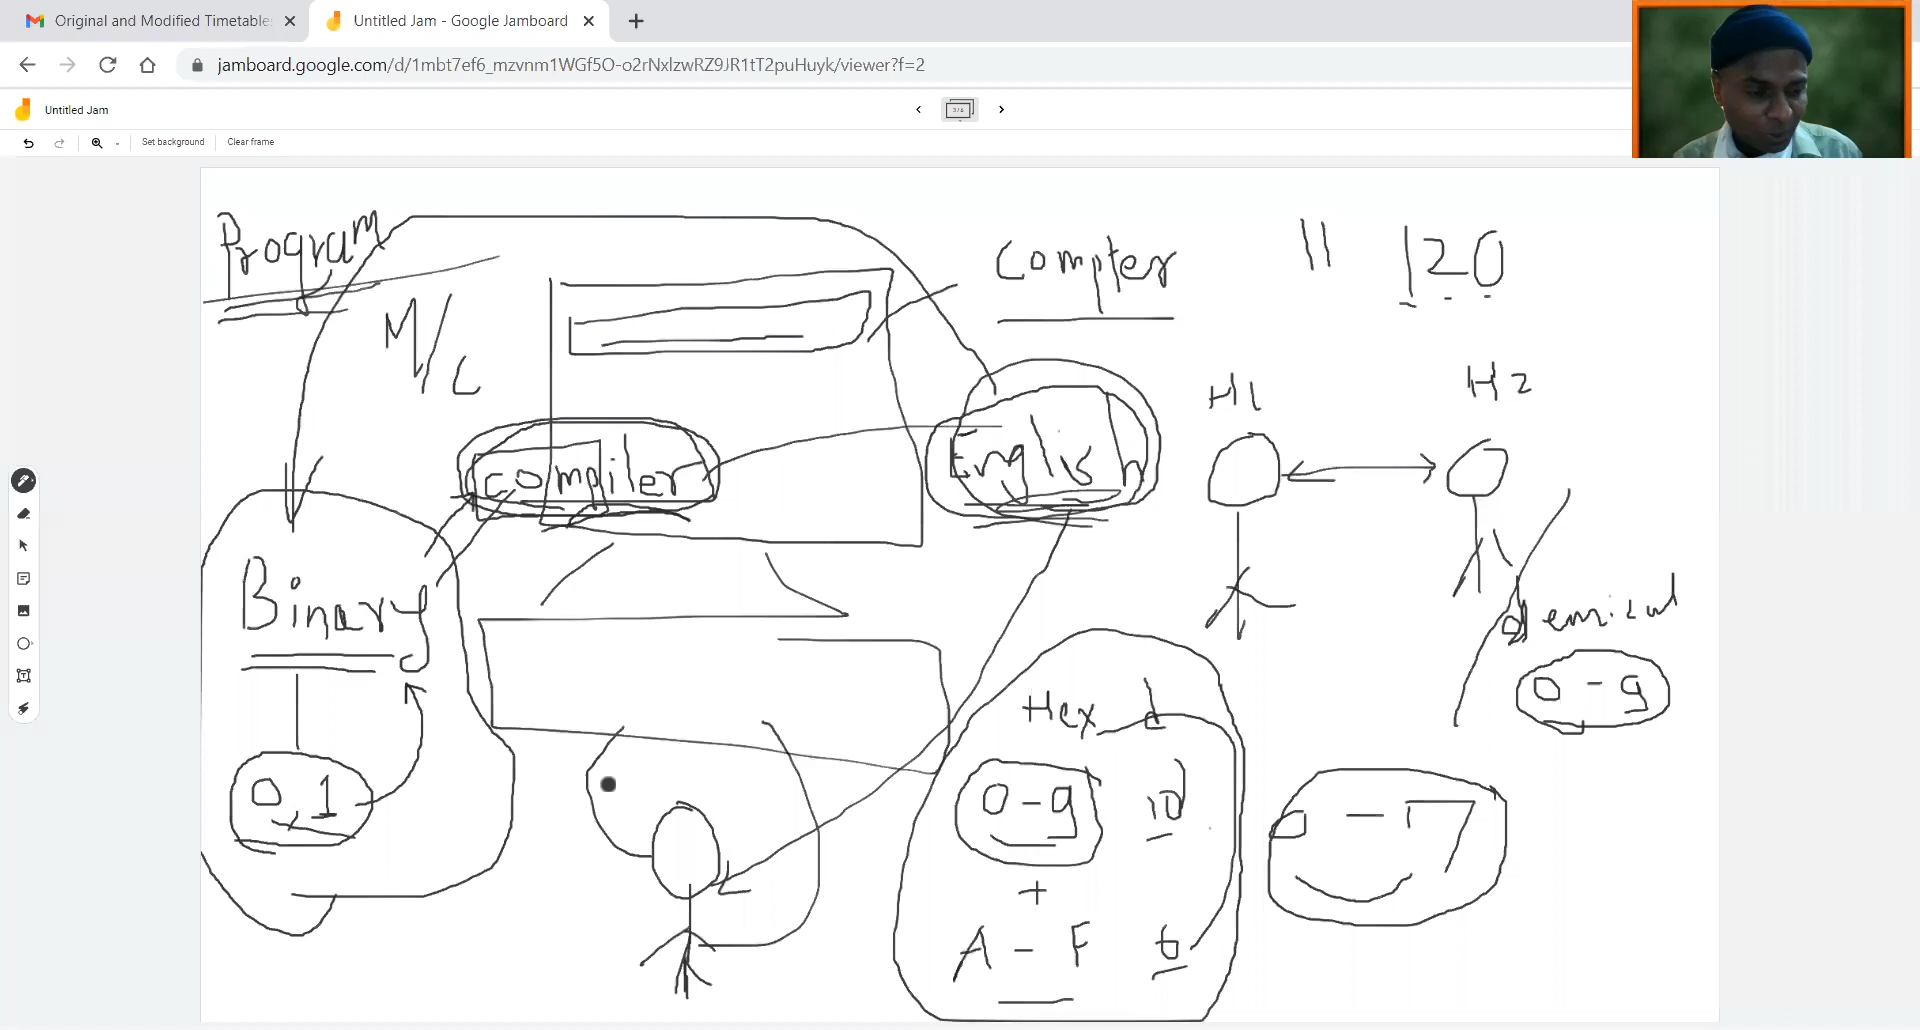 Original and Modified Timetable
Untitled Jam - Google Jamboard
jamboard.google.com/d/1mbt7ef6_mzvnm1WGf5O-o2rNxlzwRZ9JR1tT2puHuyk/viewer?f=2
Untitled Jam
Set background
Clear frame
Program
Compter
11
120
M/C
H1
H2
compiler
English
Binary
0-9
Hex d
0,1
0-9
10
0-7
+
A-F
6